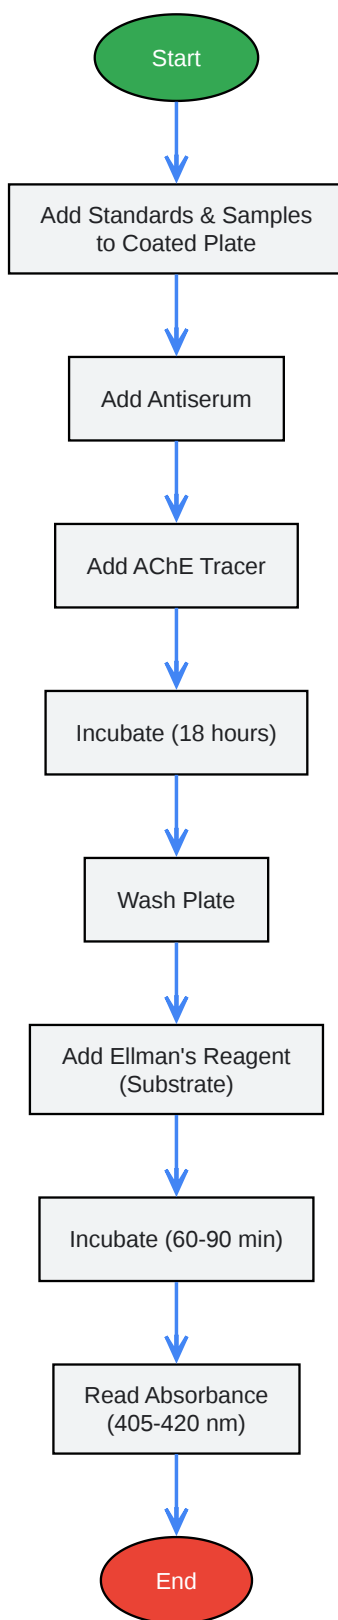 Start
Add Standards & Samples
to Coated Plate
Add Antiserum
Add AChE Tracer
Incubate (18 hours)
Wash Plate
Add Ellman's Reagent
(Substrate)
Incubate (60-90 min)
Read Absorbance
(405-420 nm)
End